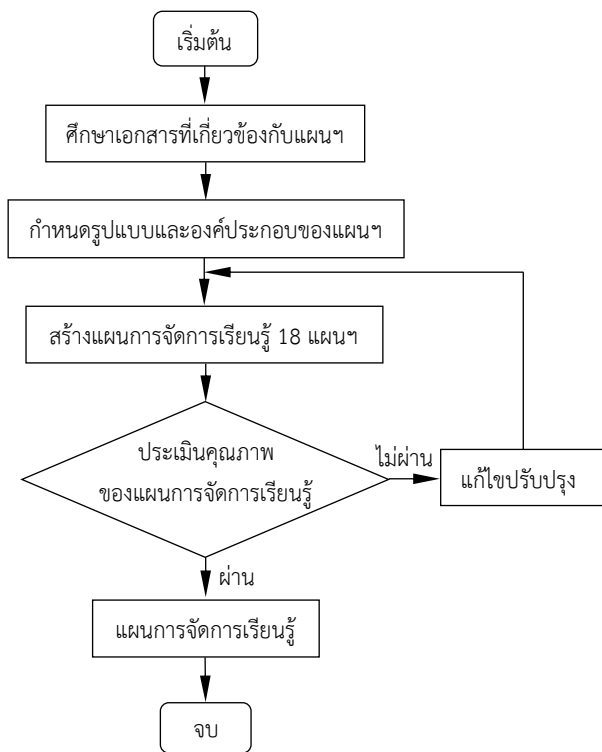 เริ่มต้น
ศึกษาเอกสารที่เกี่ยวข้องกับแผนฯ
กำหนดรูปแบบและองค์ประกอบของแผนฯ
สร้างแผนการจัดการเรียนรู้ 18 แผนฯ
ประเมินคุณภาพ
ของแผนการจัดการเรียนรู้
ไม่ผ่าน
แก้ไขปรับปรุง
ผ่าน
แผนการจัดการเรียนรู้
จบ